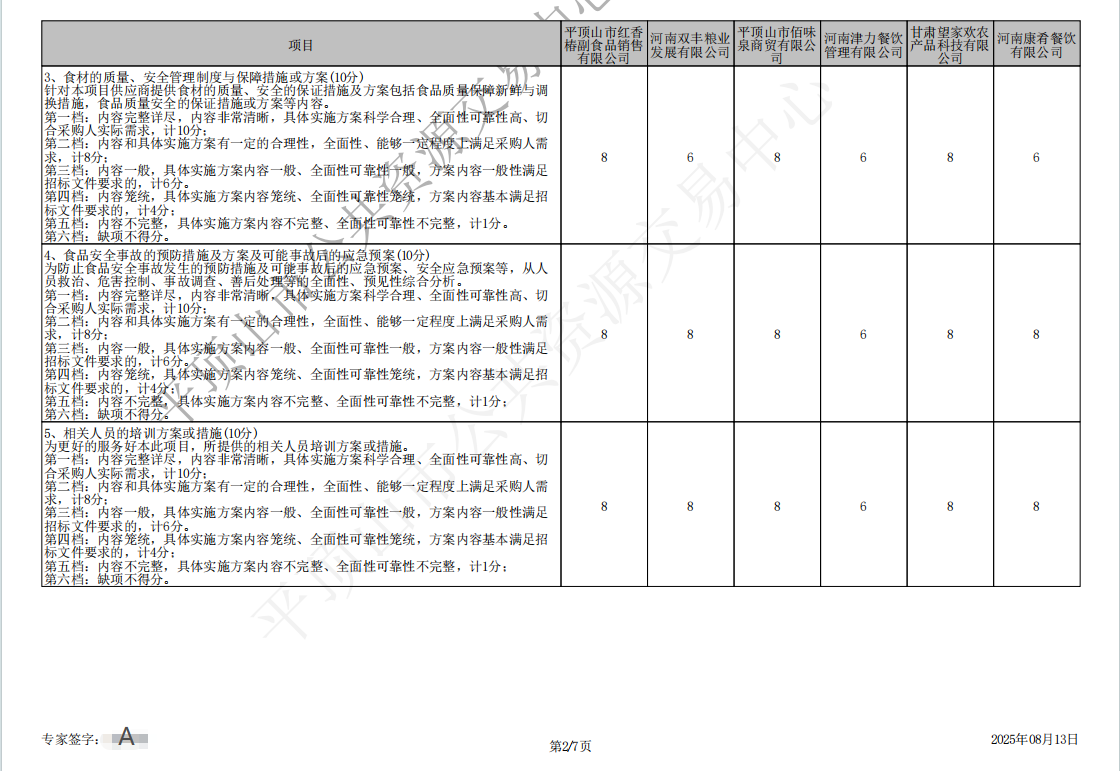 项目
平顶山市红香
椿副食品销售
有限公司
河南双丰粮业
发展有限公司
平顶山市佰味
泉商贸有限公
司
河南津力餐饮
管理有限公司
甘肃望家欢农
产品科技有限
公司
河南康肴餐饮
有限公司
3、食材的质量、安全管理制度与保障措施或方案(10分)
针对本项目供应商提供食材的质量、安全的保证措施及方案包括食品质量保障新鲜与调
换措施，食品质量安全的保证措施或方案等内容。
第一档：内容完整详尽，内容非常清晰，具体实施方案科学合理、全面性可靠性高、切
合采购人实际需求，计10分；
第二档：内容和具体实施方案有一定的合理性，全面性、能够一定程度上满足采购人需
求，计8分；
第三档：内容一般，具体实施方案内容一般、全面性可靠性一般，方案内容一般性满足
招标文件要求的，计6分。
第四档：内容笼统，具体实施方案内容笼统、全面性可靠性笼统，方案内容基本满足招
标文件要求的，计4分；
第五档：内容不完整，具体实施方案内容不完整、全面性可靠性不完整，计1分。
第六档：缺项不得分。
8 6 8 6 8 6
4、食品安全事故的预防措施及方案及可能事故后的应急预案(10分)
为防止食品安全事故发生的预防措施及可能事故后的应急预案、安全应急预案等，从人
员救治、危害控制、事故调查、善后处理等的全面性、预见性综合分析。
第一档：内容完整详尽，内容非常清晰，具体实施方案科学合理、全面性可靠性高、切
合采购人实际需求，计10分；
第二档：内容和具体实施方案有一定的合理性，全面性、能够一定程度上满足采购人需
求，计8分；
第三档：内容一般，具体实施方案内容一般、全面性可靠性一般，方案内容一般性满足
招标文件要求的，计6分。
第四档：内容笼统，具体实施方案内容笼统、全面性可靠性笼统，方案内容基本满足招
标文件要求的，计4分；
第五档：内容不完整，具体实施方案内容不完整、全面性可靠性不完整，计1分；
第六档：缺项不得分。
8 8 8 6 8 8
5、相关人员的培训方案或措施(10分)
为更好的服务好本此项目，所提供的相关人员培训方案或措施。
第一档：内容完整详尽，内容非常清晰，具体实施方案科学合理、全面性可靠性高、切
合采购人实际需求，计10分；
第二档：内容和具体实施方案有一定的合理性，全面性、能够一定程度上满足采购人需
求，计8分；
第三档：内容一般，具体实施方案内容一般、全面性可靠性一般，方案内容一般性满足
招标文件要求的，计6分。
第四档：内容笼统，具体实施方案内容笼统、全面性可靠性笼统，方案内容基本满足招
标文件要求的，计4分；
第五档：内容不完整，具体实施方案内容不完整、全面性可靠性不完整，计1分；
第六档：缺项不得分。
8 8 8 6 8 8
平顶山市公共资源交易中心
平顶山市公共资源交易中心
专家签字： A
第2/7页
2025年08月13日